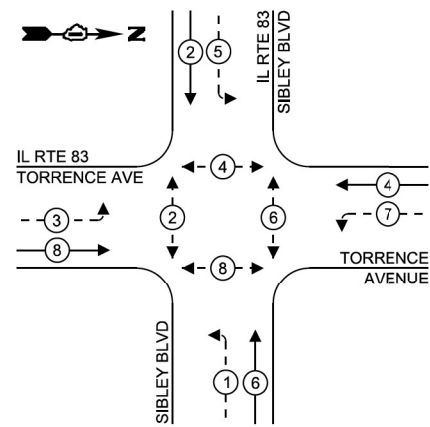 N
2
5
IL RTE 83
SIBLEY BLVD
IL RTE 83
TORRENCE AVE
4
4
3
2
6
7
8
8
TORRENCE
AVENUE
SIBLEY BLVD
1
6